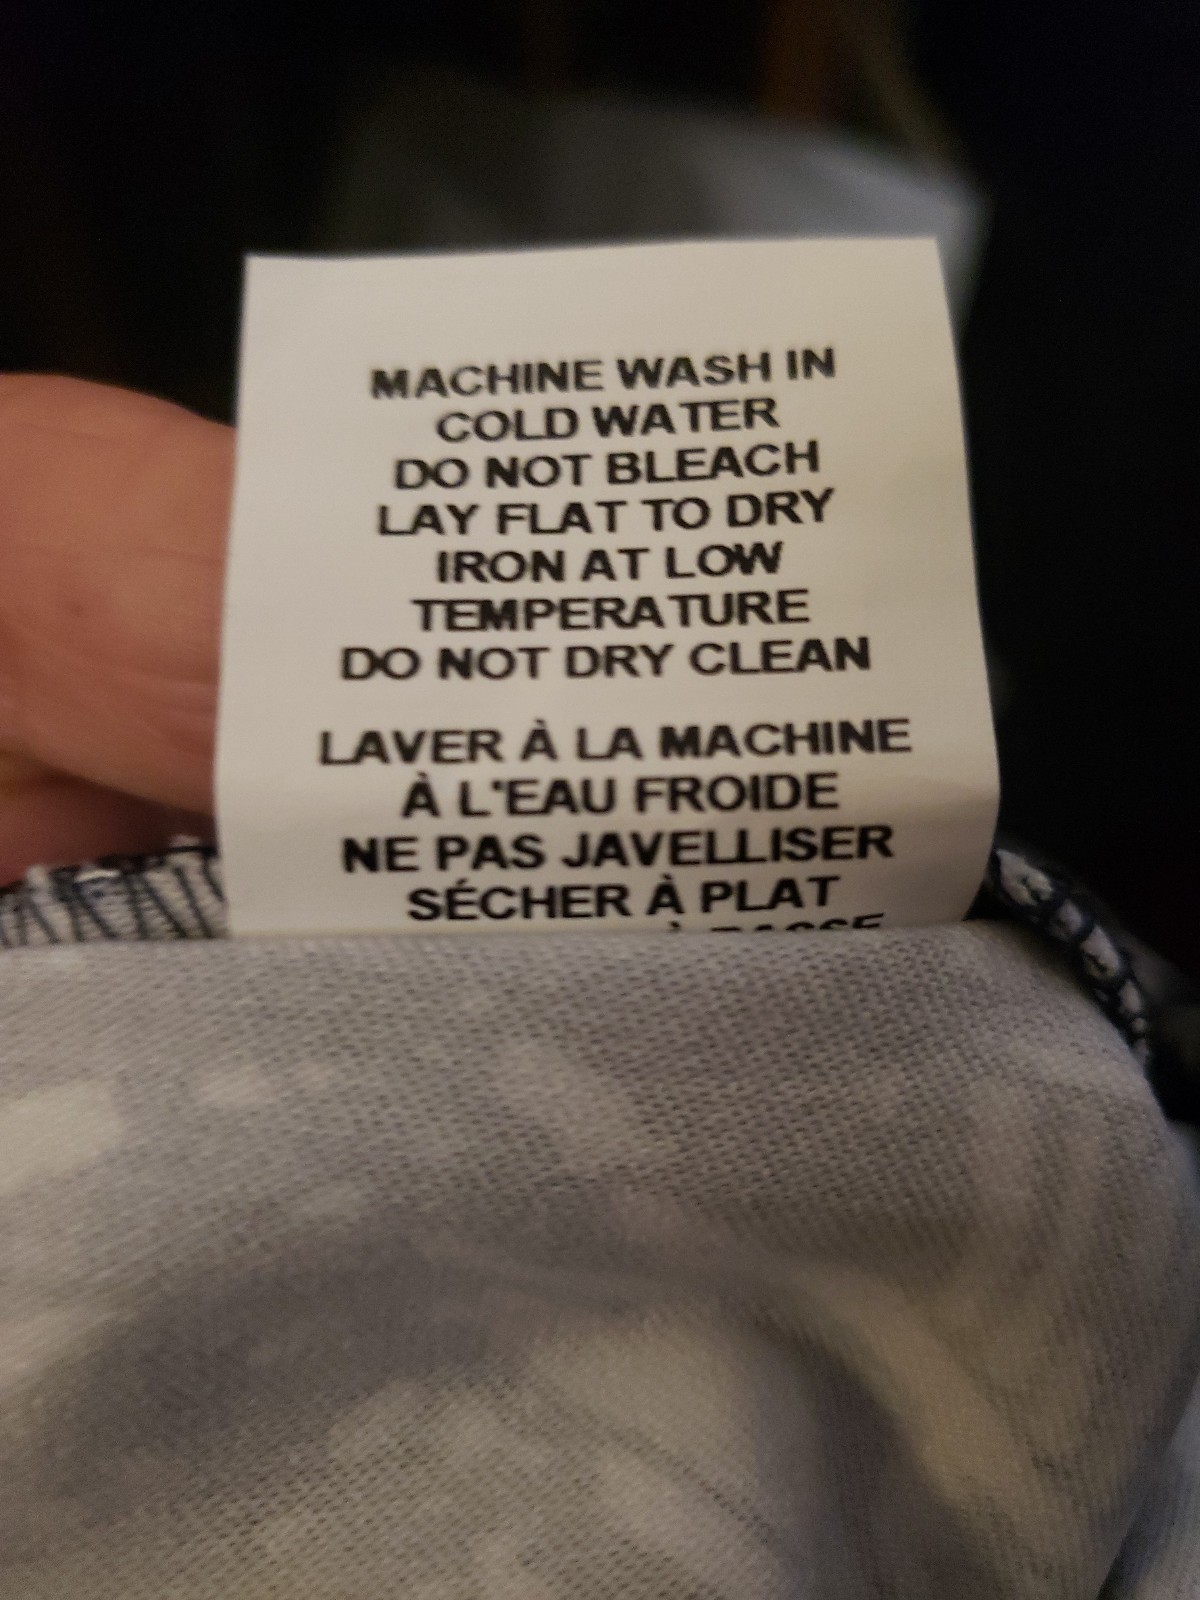 MACHINE WASH IN
COLD WATER
DO NOT BLEACH
LAY FLAT TO DRY
IRON AT LOW
TEMPERATURE
DO NOT DRY CLEAN
LAVER À LA MACHINE
À L'EAU FROIDE
NE PAS JAVELLISER
SÉCHER À PLAT
À BASSE